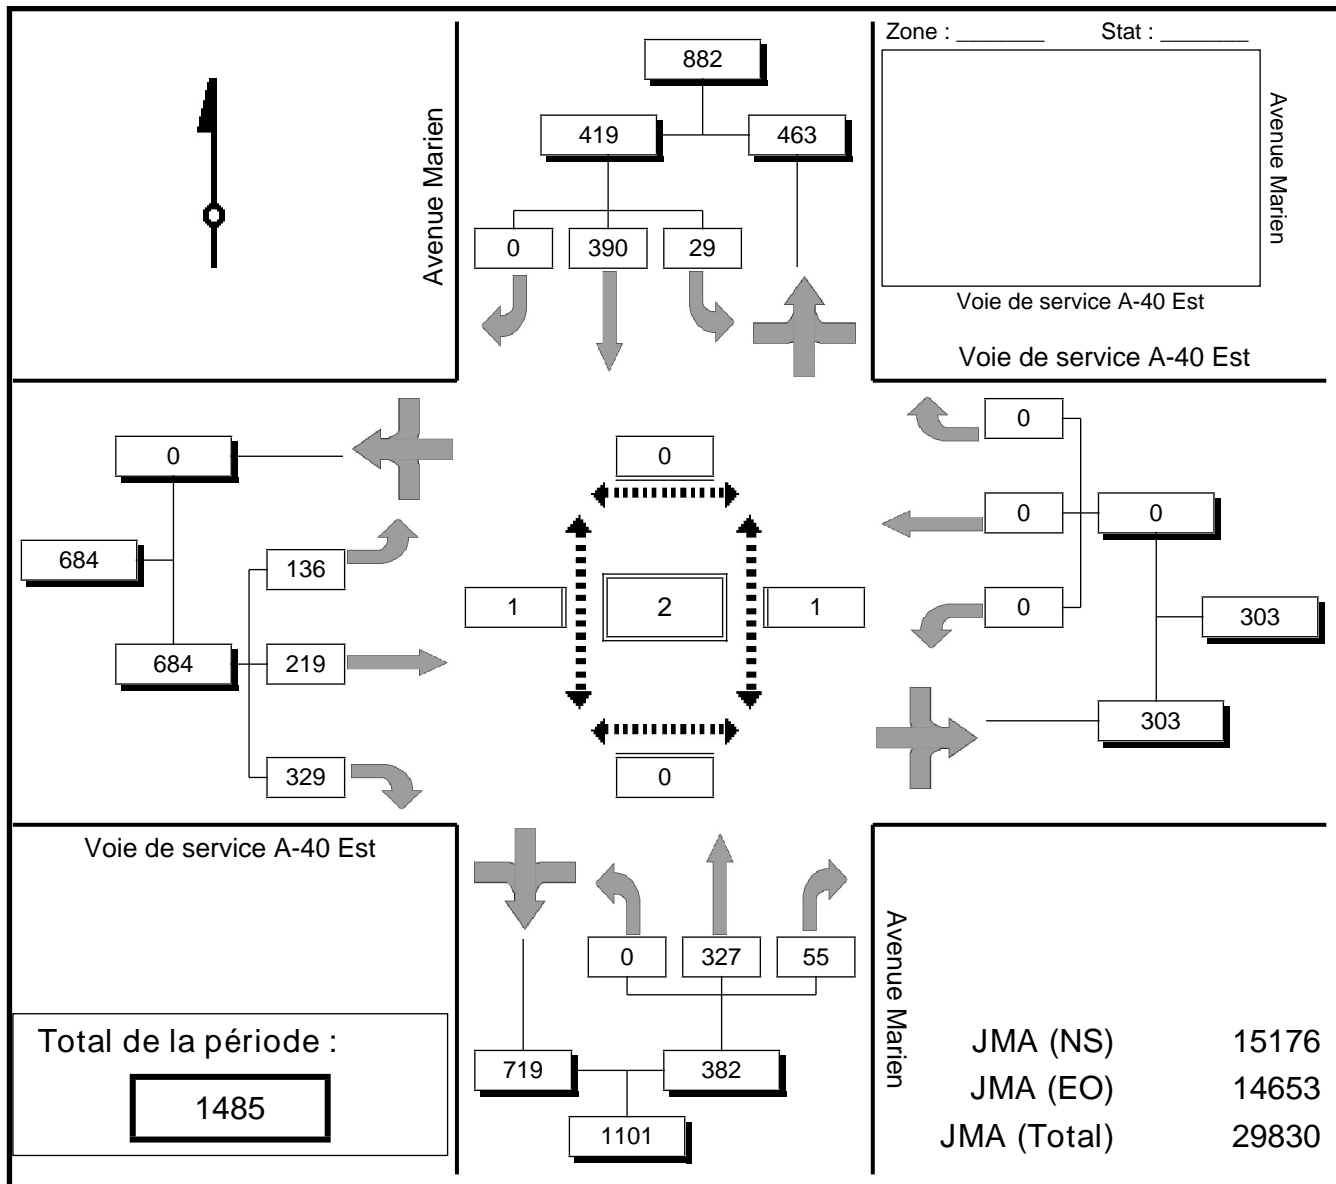 Zone : _______ Stat : _______
882
Avenue Marien
419 463
Avenue Marien
0 390 29
Voie de service A-40 Est
Voie de service A-40 Est
0
0
0
0 0
684
136
1 2 1
0
303
684 219
303
329
0
Voie de service A-40 Est
0 327 55
Avenue Marien
Total de la période :
1485
719 382
1101
JMA (NS) 15176
JMA (EO) 14653
JMA (Total) 29830